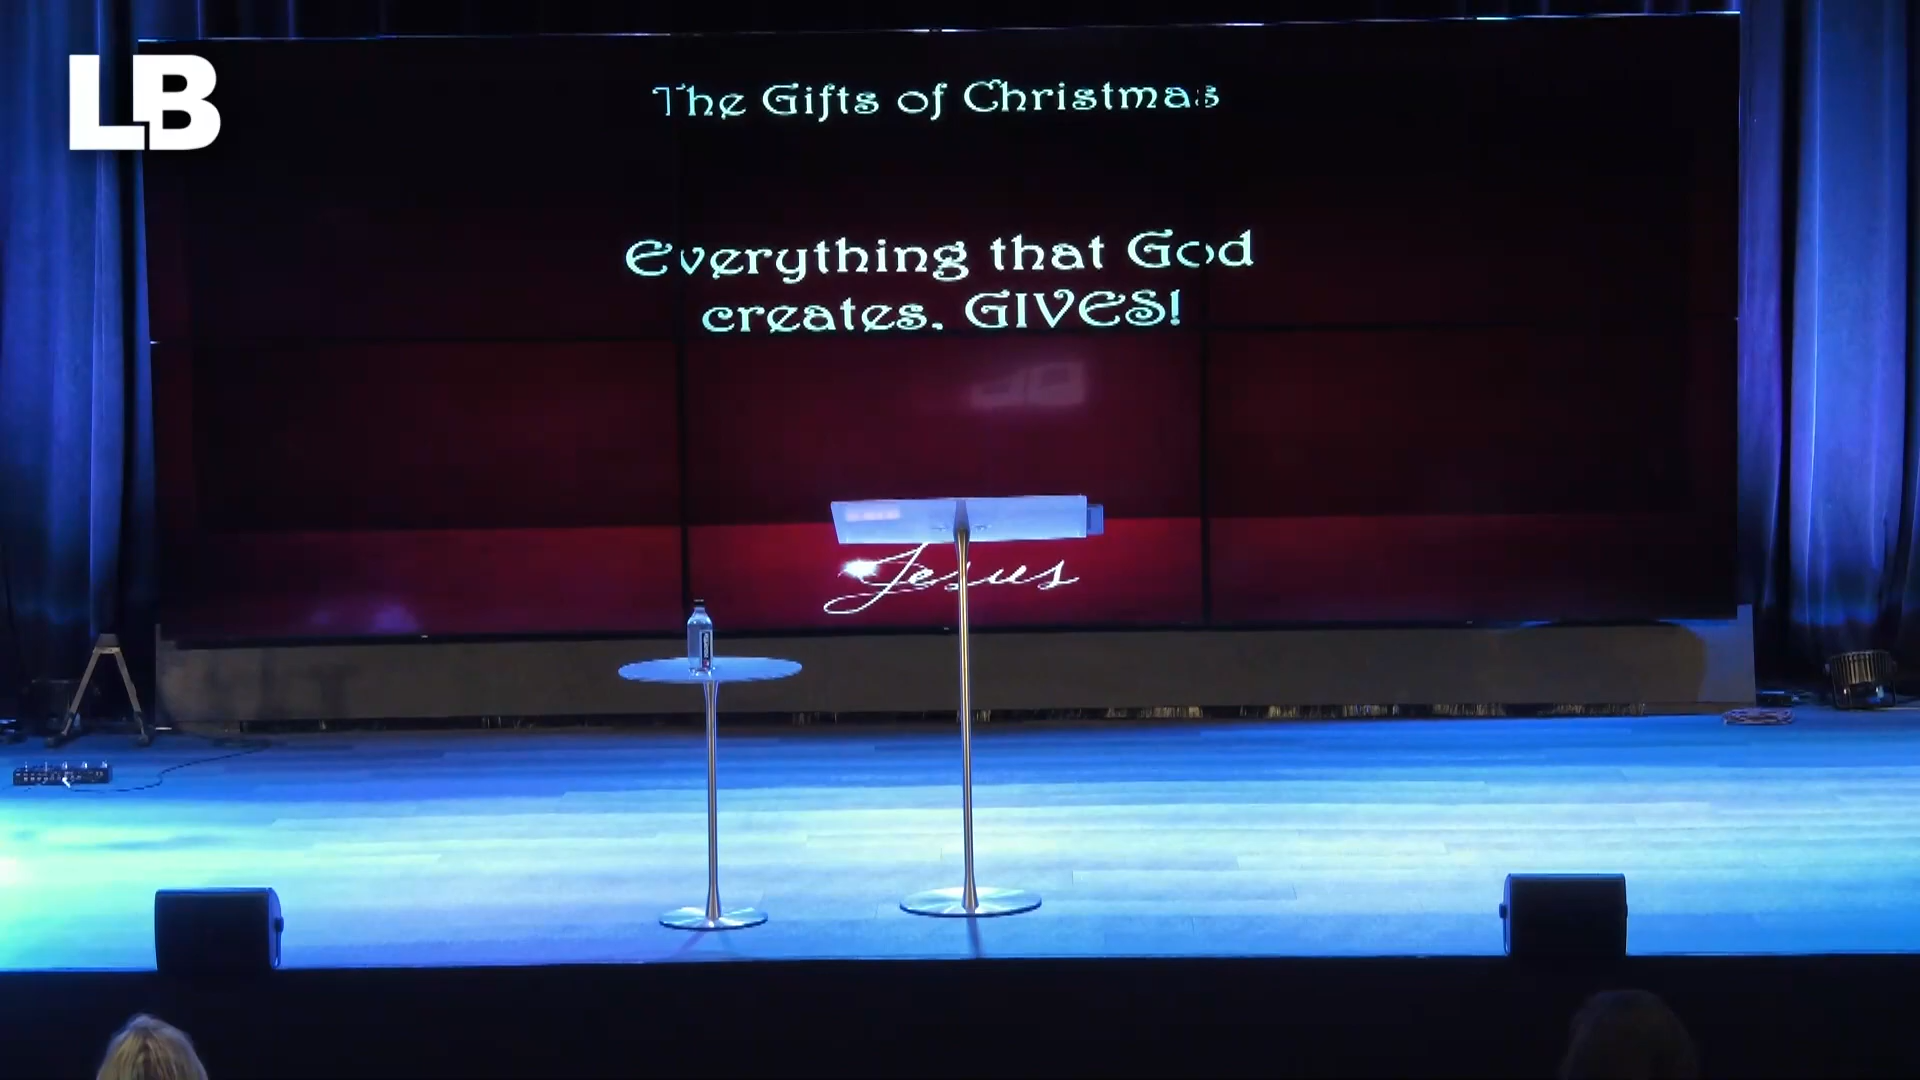 LB
The Gifts of Christmas
Everything that God
creates, GIVES!
Jesus